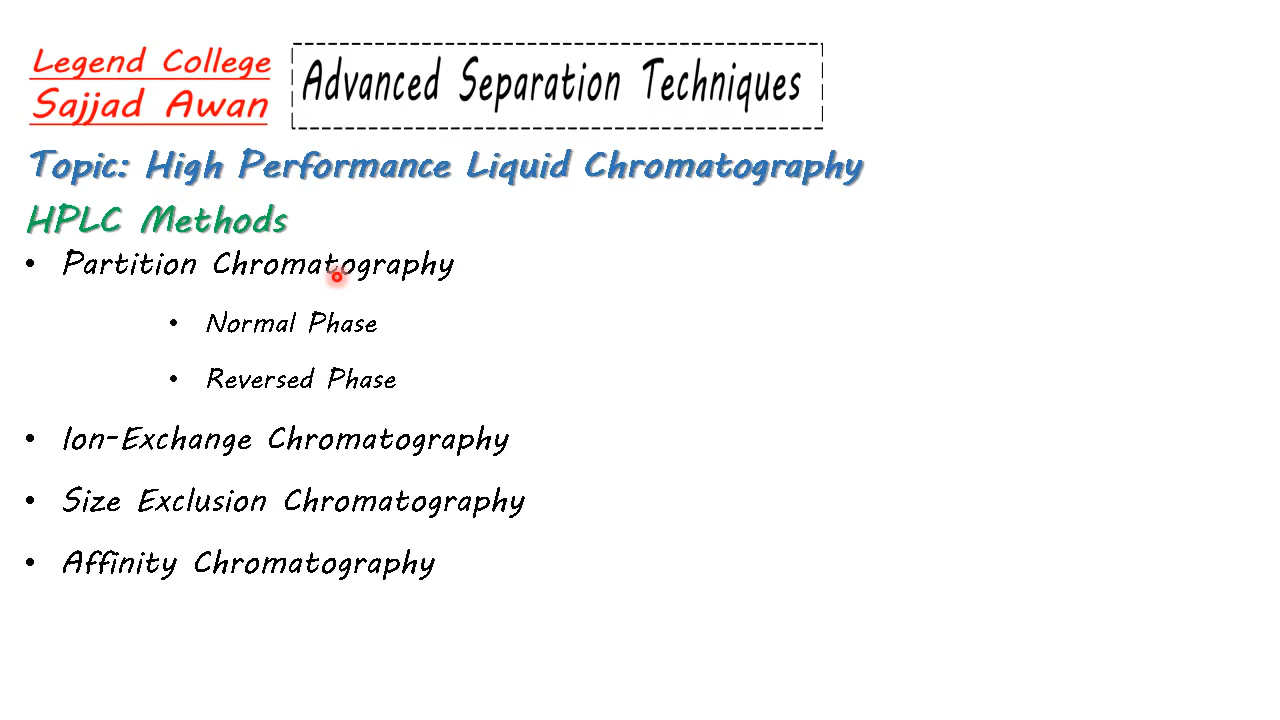 Legend College
Sajjad Awan
Advanced Separation Techniques
Topic: High Performance Liquid Chromatography
HPLC Methods
• Partition Chromatography
• Normal Phase
• Reversed Phase
• Ion-Exchange Chromatography
• Size Exclusion Chromatography
• Affinity Chromatography